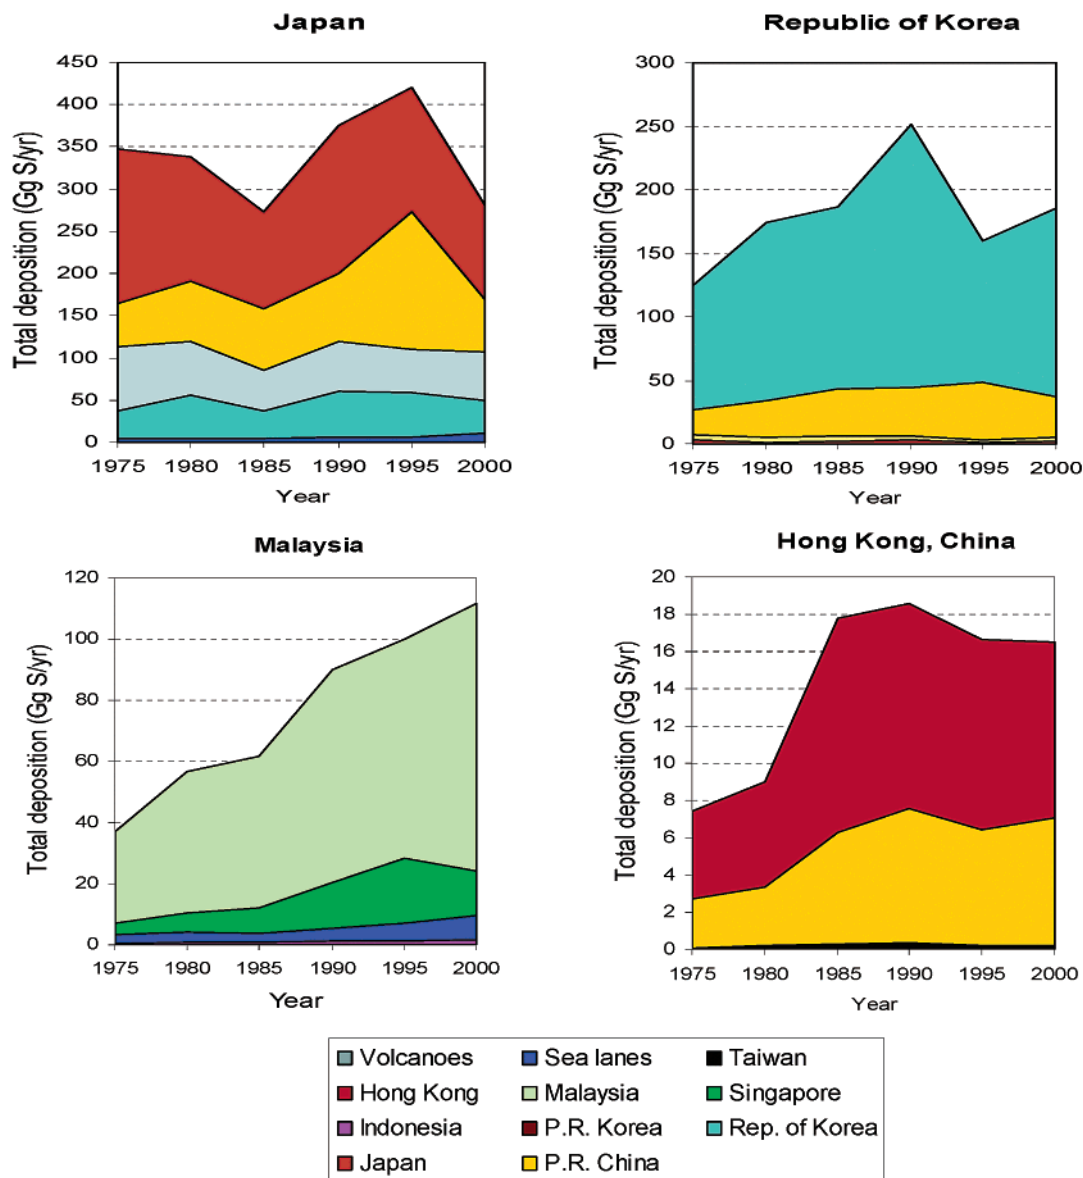 Japan
Total deposition (Gg S/yr)
450
400
350
300
250
200
150
100
50
0
1975 1980 1985 1990 1995 2000
Year
Republic of Korea
Total deposition (Gg S/yr)
300
250
200
150
100
50
0
1975 1980 1985 1990 1995 2000
Year
Malaysia
Total deposition (Gg S/yr)
120
100
80
60
40
20
0
1975 1980 1985 1990 1995 2000
Year
Hong Kong, China
Total deposition (Gg S/yr)
20
18
16
14
12
10
8
6
4
2
0
1975 1980 1985 1990 1995 2000
Year
Volcanoes Sea lanes Taiwan
Hong Kong Malaysia Singapore
Indonesia P.R. Korea Rep. of Korea
Japan P.R. China